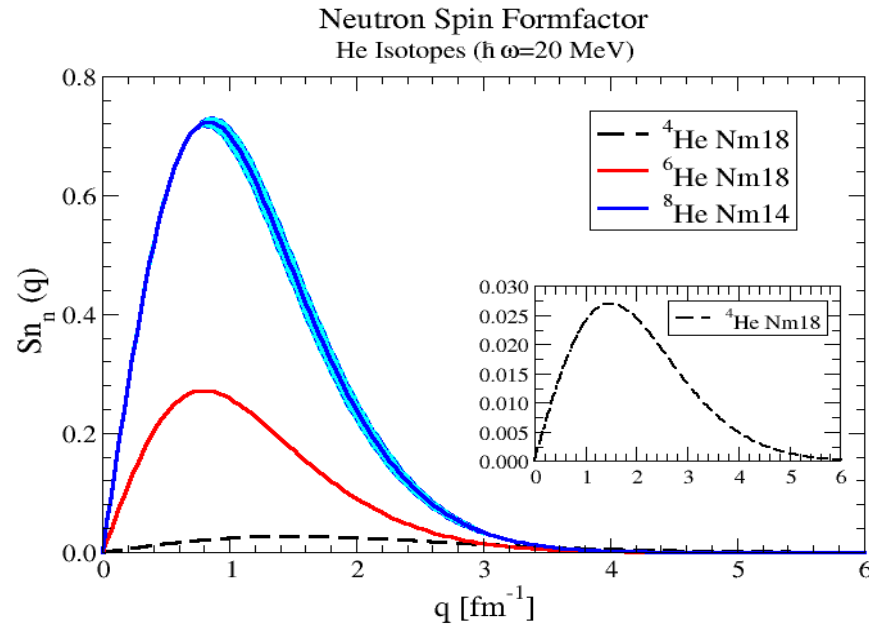 Neutron Spin Formfactor
He Isotopes (ħ ω=20 MeV)
0.8
0.6
0.4
0.2
0.0
Sn_n (q)
⁴He Nm18
⁶He Nm18
⁸He Nm14
0.030
0.025
0.020
0.015
0.010
0.005
0.000
⁴He Nm18
0 1 2 3 4 5 6
0 1 2 3 4 5 6
q [fm⁻¹]